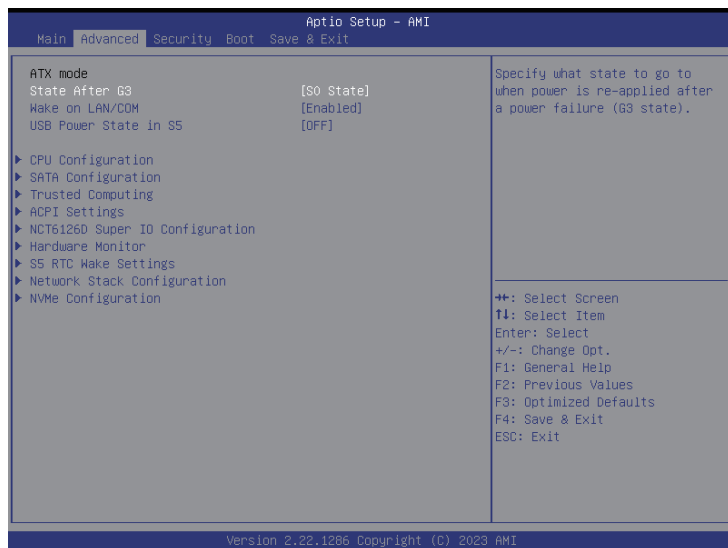 Aptio Setup – AMI
Main Advanced Security Boot Save & Exit
ATX mode
State After G3 [S0 State]
Wake on LAN/COM [Enabled]
USB Power State in S5 [OFF]
▶ CPU Configuration
▶ SATA Configuration
▶ Trusted Computing
▶ ACPI Settings
▶ NCT6126D Super IO Configuration
▶ Hardware Monitor
▶ S5 RTC Wake Settings
▶ Network Stack Configuration
▶ NVMe Configuration
Specify what state to go to
when power is re-applied after
a power failure (G3 state).
→←: Select Screen
↑↓: Select Item
Enter: Select
+/-: Change Opt.
F1: General Help
F2: Previous Values
F3: Optimized Defaults
F4: Save & Exit
ESC: Exit
Version 2.22.1286 Copyright (C) 2023 AMI